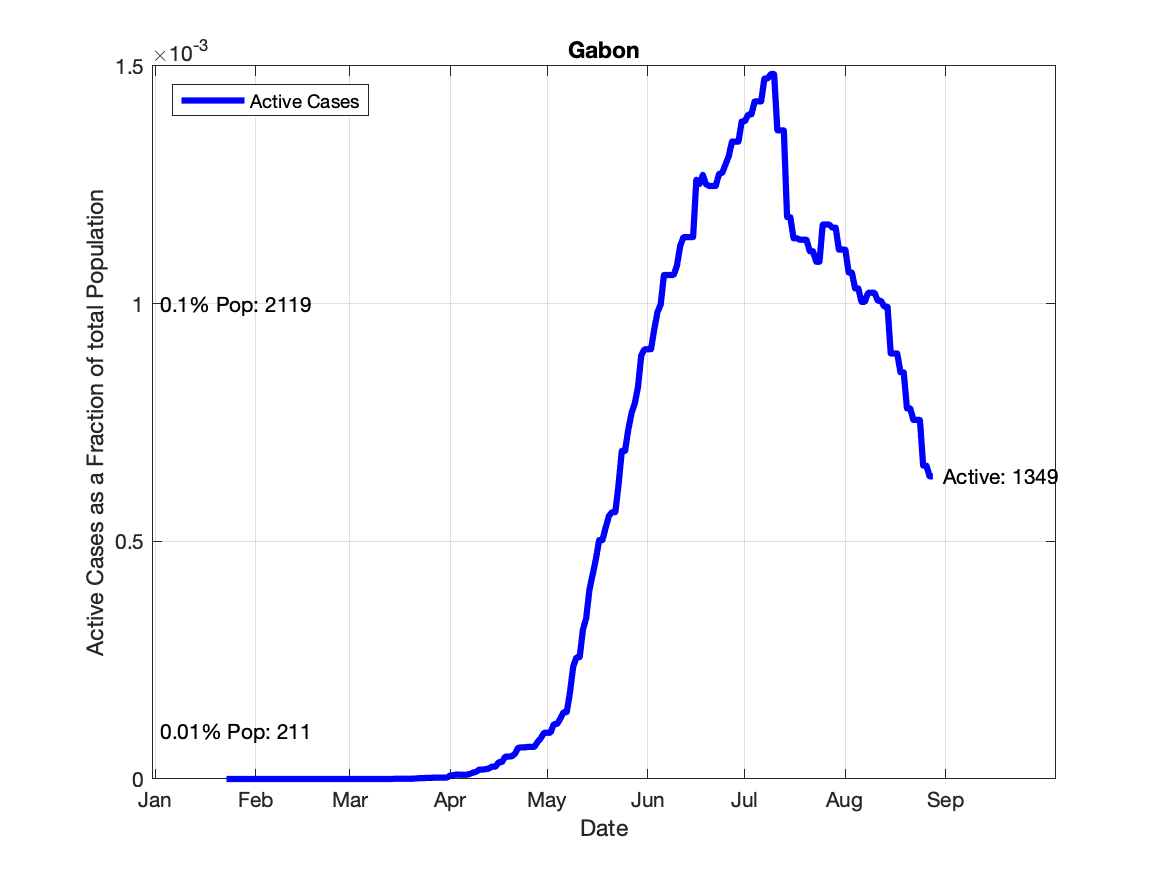 Gabon
×10-3
1.5
1
0.5
0
Active Cases
0.1% Pop: 2119
0.01% Pop: 211
Active: 1349
Active Cases as a Fraction of total Population
Jan Feb Mar Apr May Jun Jul Aug Sep
Date